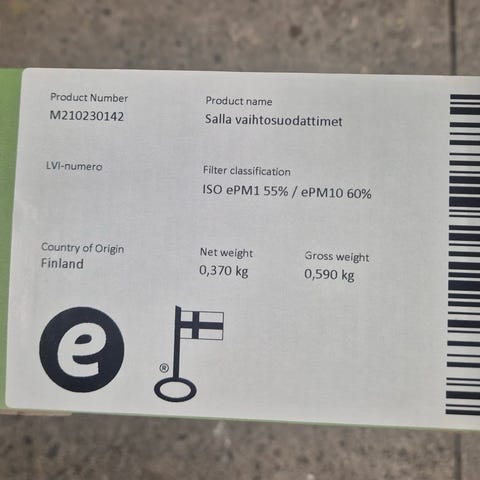 Product Number
M210230142
Product name
Salla vaihtosuodattimet
LVI-numero
Filter classification
ISO ePM1 55% / ePM10 60%
Country of Origin
Finland
Net weight
0,370 kg
Gross weight
0,590 kg
e
®